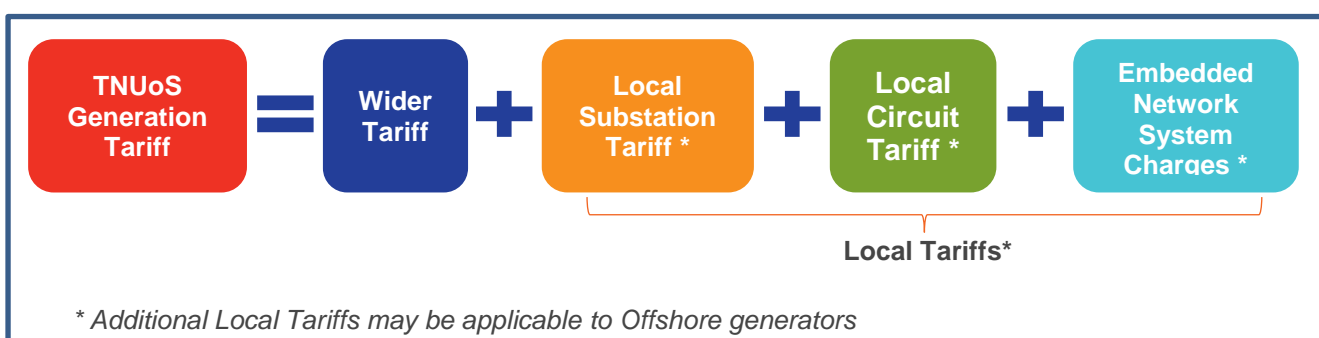 TNUoS
Generation
Tariff
Wider
Tariff
Local
Substation
Tariff *
Local
Circuit
Tariff *
Embedded
Network
System
Charges *
Local Tariffs*
* Additional Local Tariffs may be applicable to Offshore generators